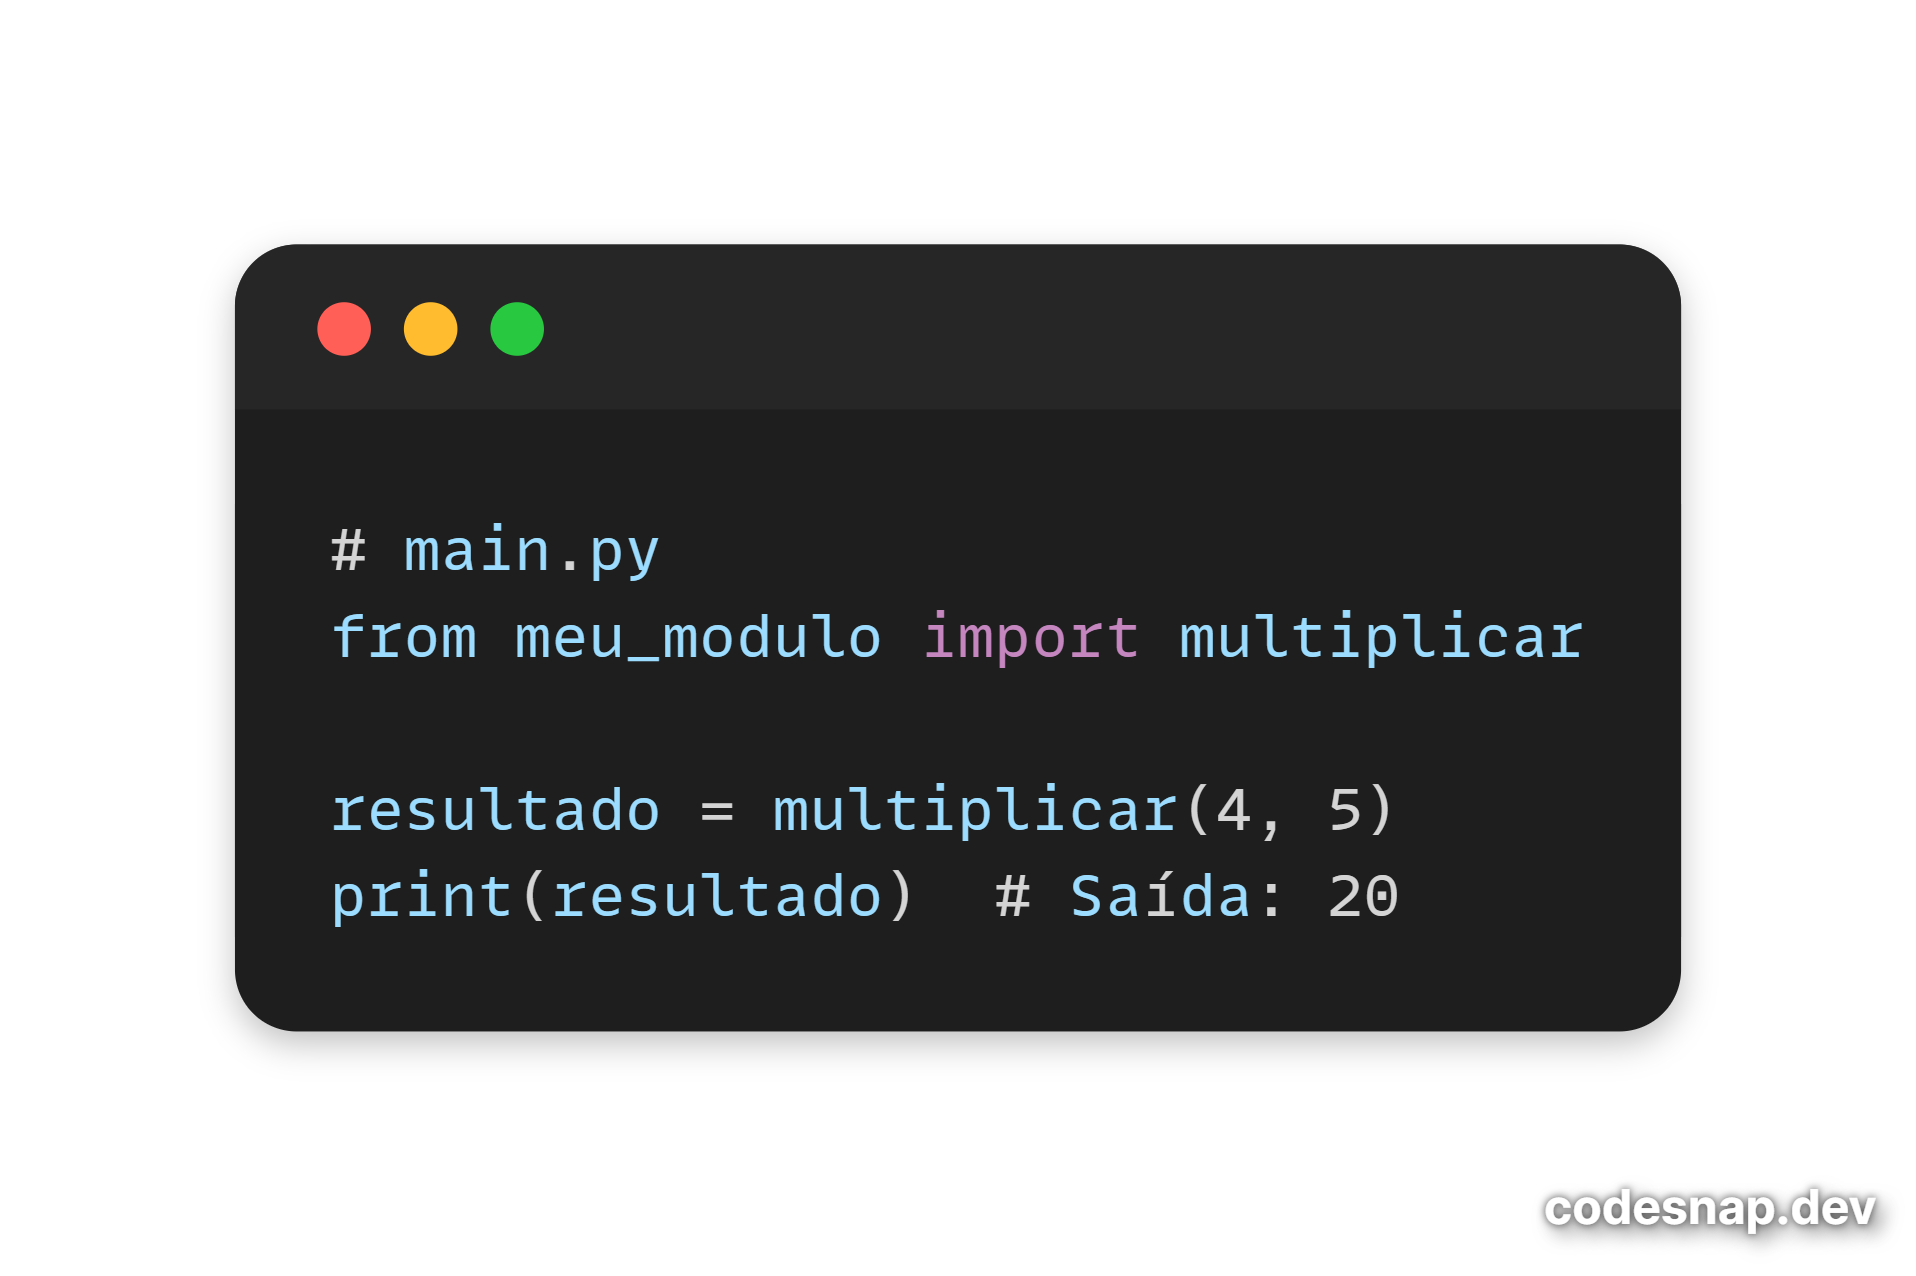 # main.py
from meu_modulo import multiplicar
resultado = multiplicar(4, 5)
print(resultado)  # Saída: 20
codesnap.dev